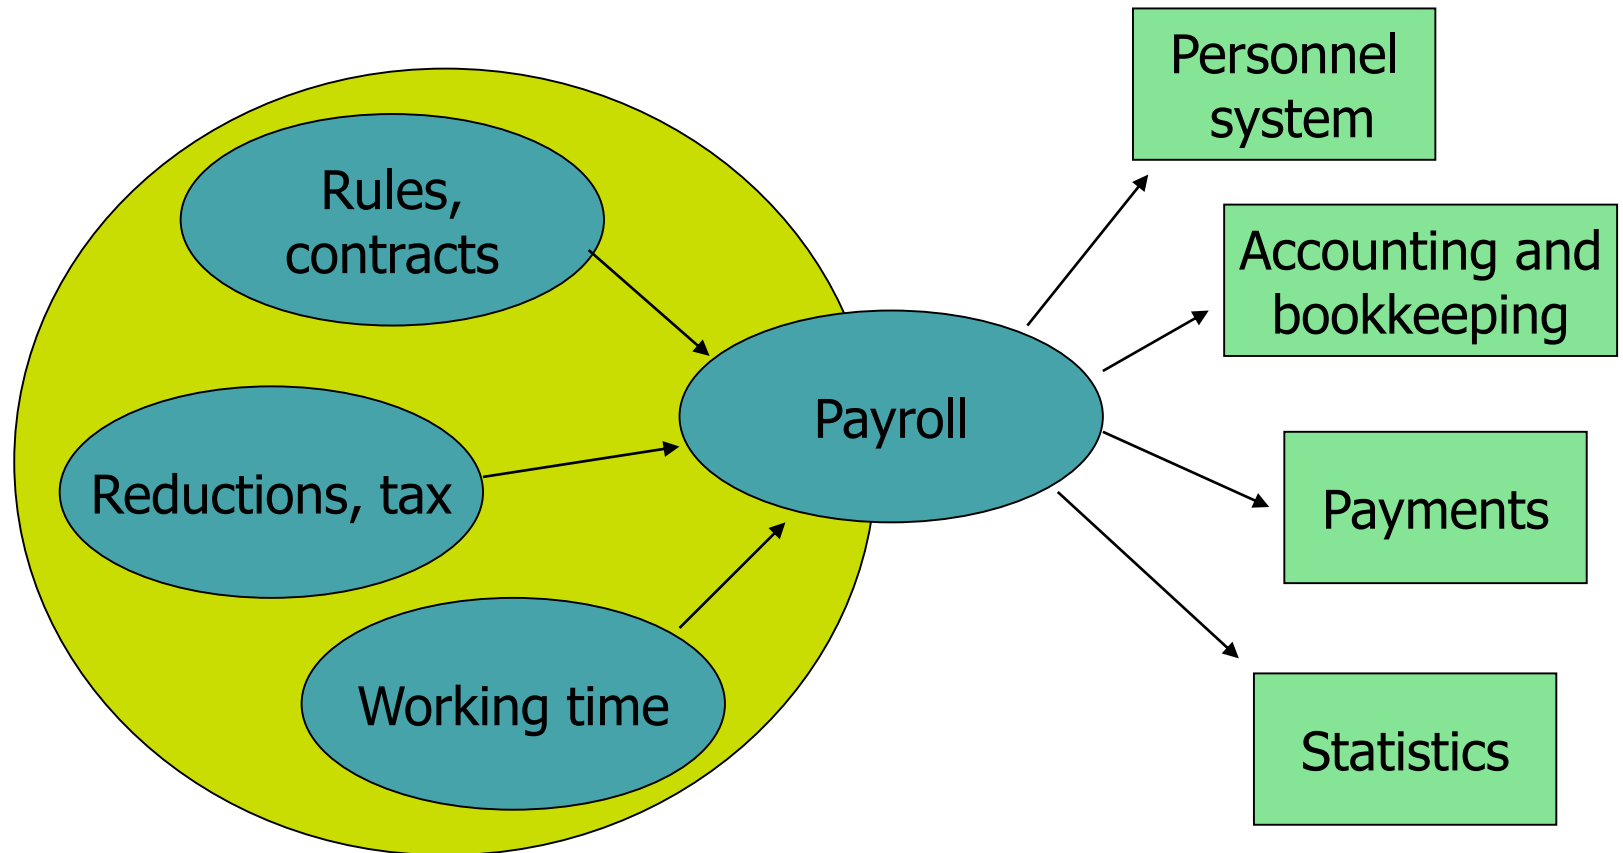 Rules,
contracts
Reductions, tax
Working time
Payroll
Personnel
system
Accounting and
bookkeeping
Payments
Statistics